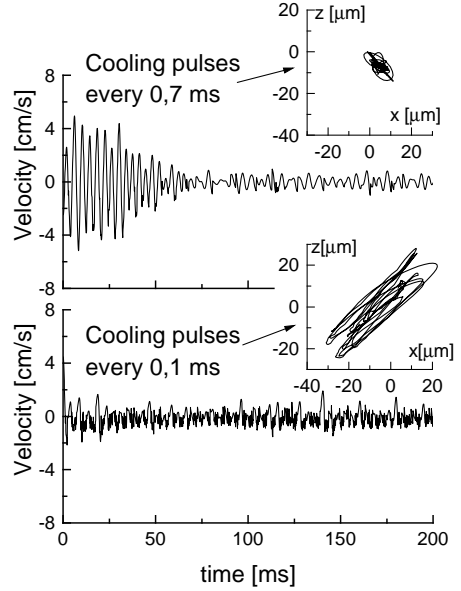 z [μm]
0
-20
-40
-20 0 20
x [μm]
Cooling pulses
every 0,7 ms
Velocity [cm/s]
8
4
0
-4
-8
z[μm]
20
0
-20
-40 -20 0 20
x[μm]
Cooling pulses
every 0,1 ms
Velocity [cm/s]
4
0
-4
-8
0 50 100 150 200
time [ms]